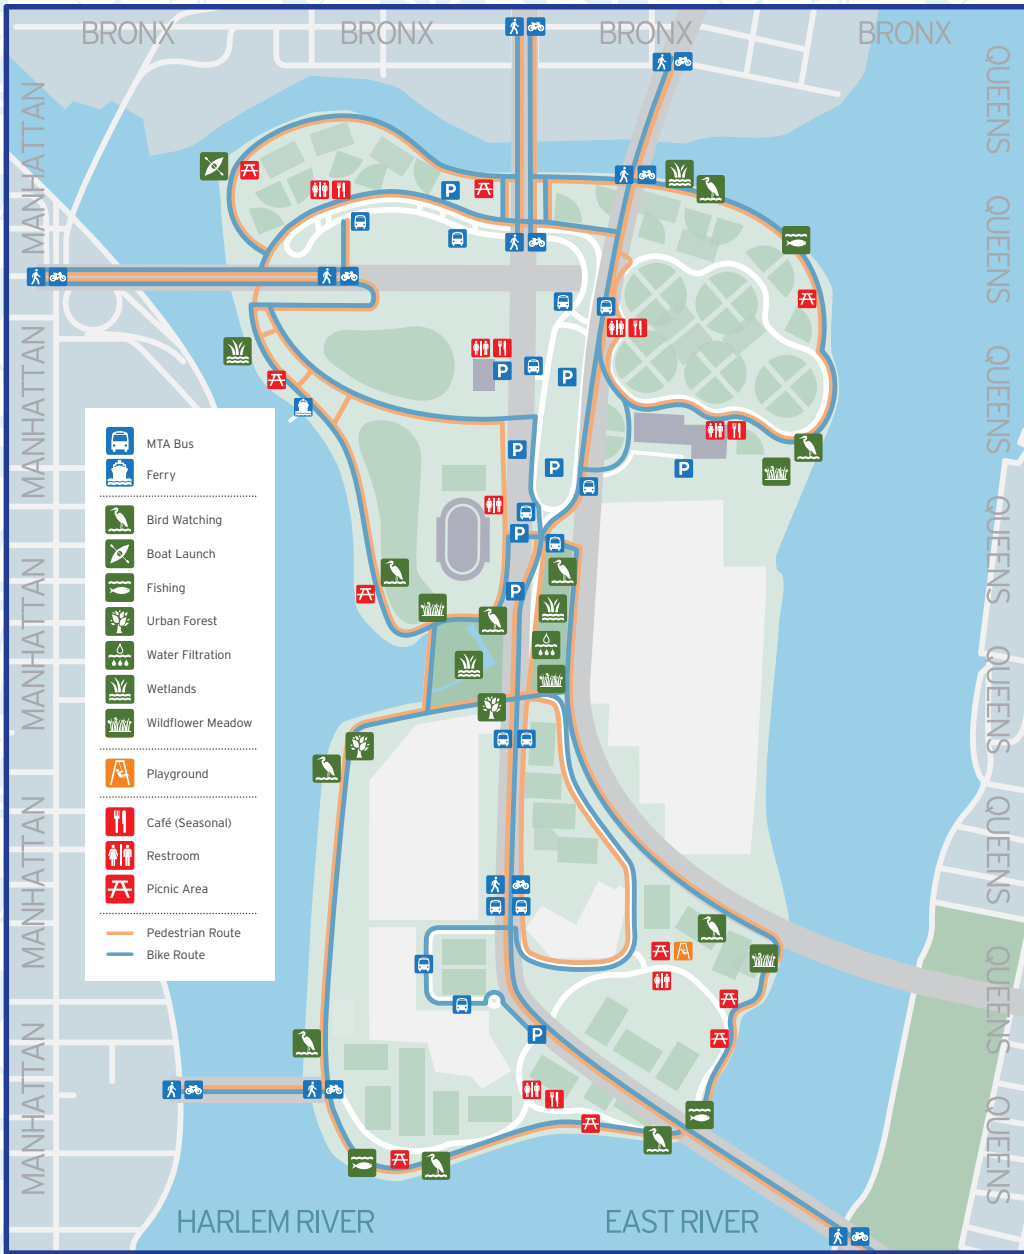 BRONX
BRONX
BRONX
BRONX
MANHATTAN
MANHATTAN
MANHATTAN
MANHATTAN
MANHATTAN
QUEENS
QUEENS
QUEENS
QUEENS
QUEENS
QUEENS
QUEENS
QUEENS
P
P
P
P
P
P
P
P
P
P
MTA Bus
Ferry
Bird Watching
Boat Launch
Fishing
Urban Forest
Water Filtration
Wetlands
Wildflower Meadow
Playground
Café (Seasonal)
Restroom
Picnic Area
Pedestrian Route
Bike Route
HARLEM RIVER
EAST RIVER